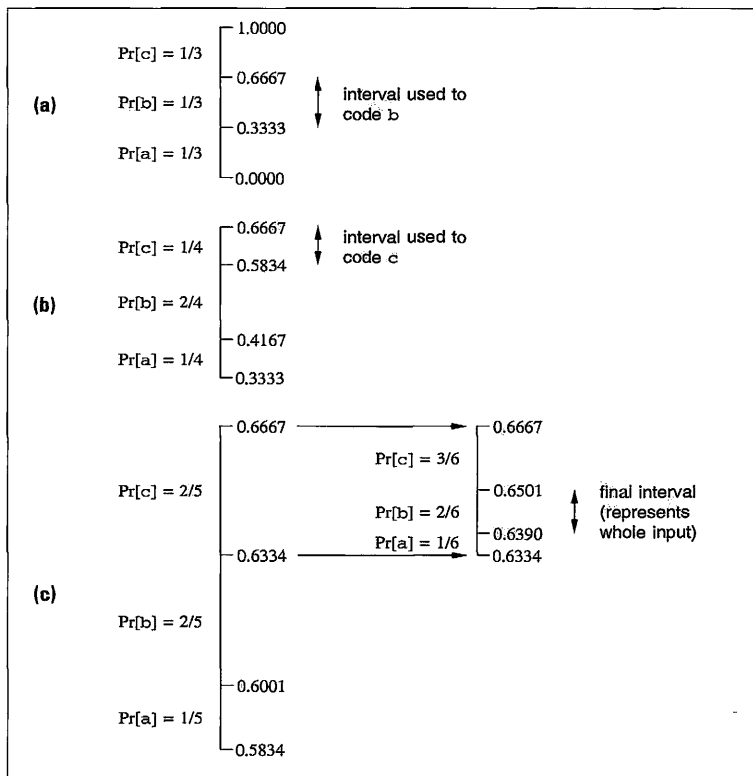 1.0000
Pr[c] = 1/3
0.6667
(a)
Pr[b] = 1/3
interval used to
code b
0.3333
Pr[a] = 1/3
0.0000
0.6667
Pr[c] = 1/4
interval used to
code c
0.5834
(b)
Pr[b] = 2/4
0.4167
Pr[a] = 1/4
0.3333
0.6667
0.6667
Pr[c] = 3/6
Pr[c] = 2/5
0.6501
final interval
(represents
whole input)
Pr[b] = 2/6
0.6390
Pr[a] = 1/6
0.6334
0.6334
(c)
Pr[b] = 2/5
0.6001
Pr[a] = 1/5
0.5834